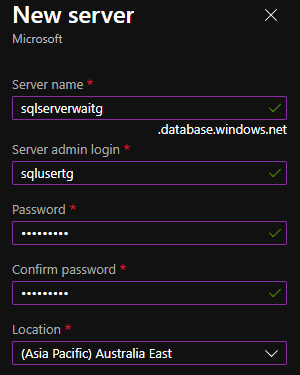 New server
Microsoft
Server name *
sqlserverwaitg
.database.windows.net
Server admin login *
sqlusertg
Password *
•••••••••
Confirm password *
•••••••••
Location *
(Asia Pacific) Australia East